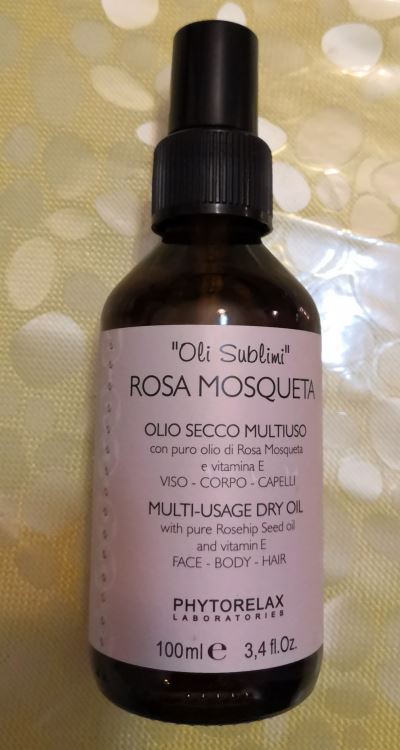 "Oli Sublimi"
ROSA MOSQUETA
OLIO SECCO MULTIUSO
con puro olio di Rosa Mosqueta
e vitamina E
VISO - CORPO - CAPELLI
MULTI-USAGE DRY OIL
with pure Rosehip Seed oil
and vitamin E
FACE - BODY - HAIR
PHYTORELAX
LABORATORIES
100ml ℮ 3,4 fl.Oz.